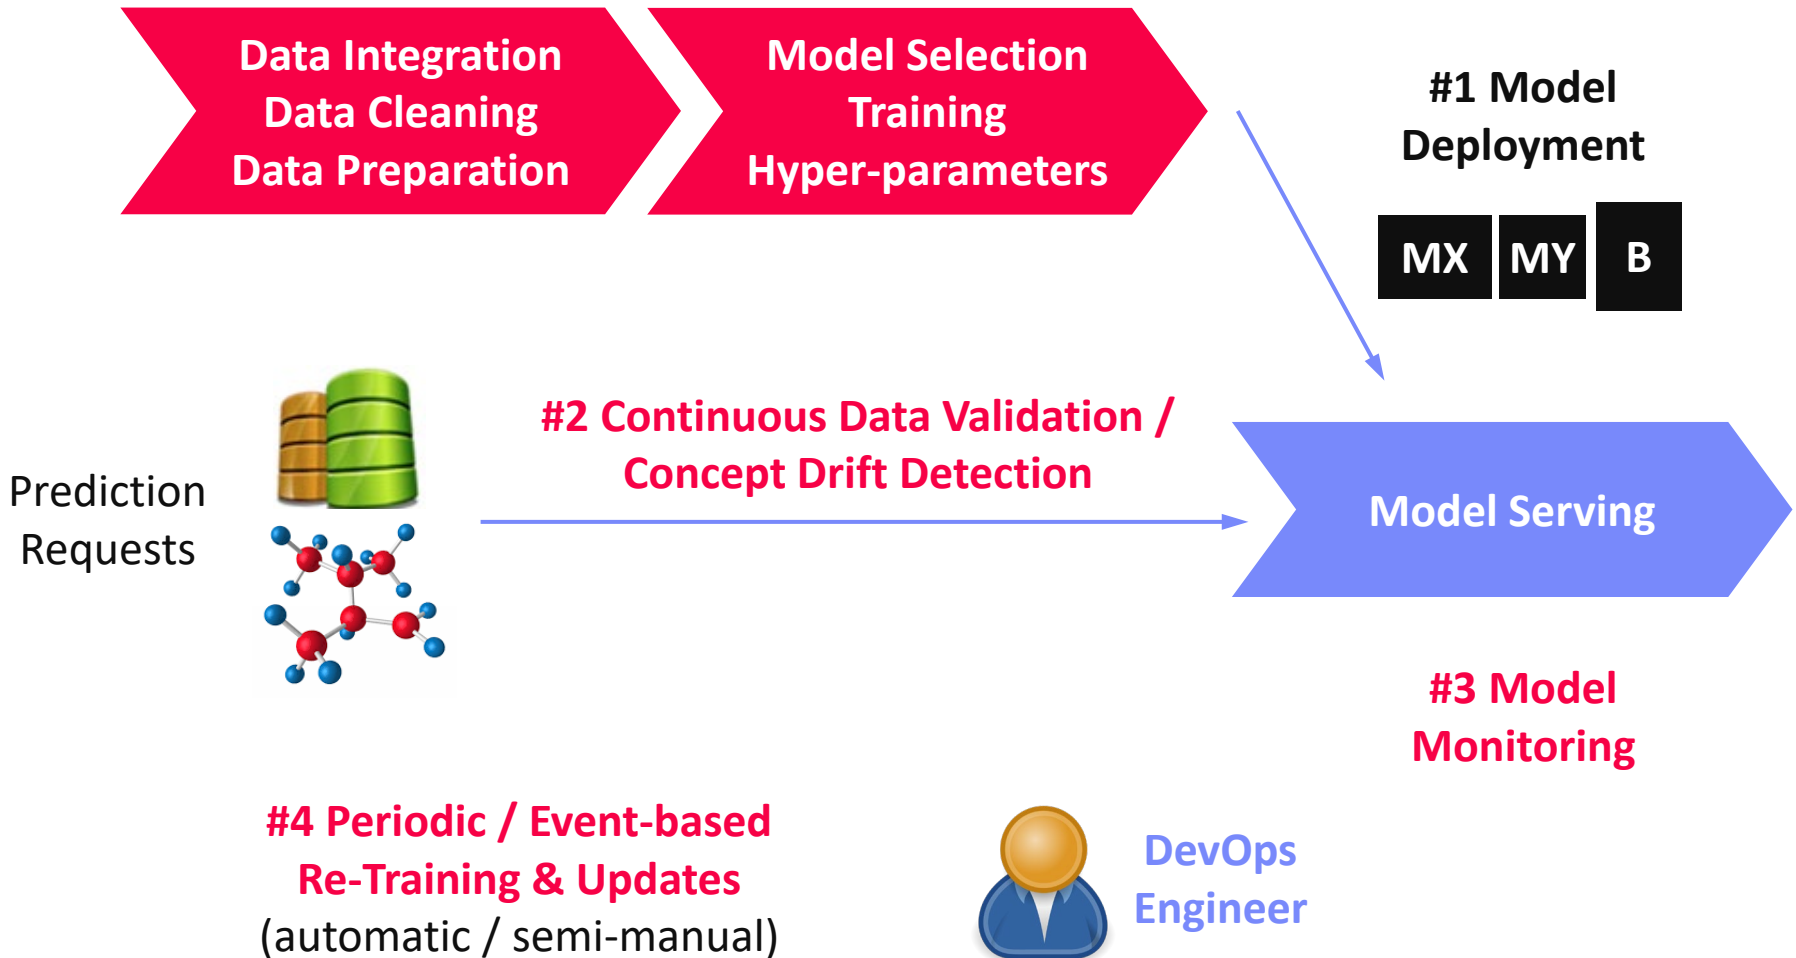 Data Integration
Data Cleaning
Data Preparation
Model Selection
Training
Hyper-parameters
#1 Model
Deployment
MX MY B
#2 Continuous Data Validation /
Concept Drift Detection
Prediction
Requests
Model Serving
#3 Model
Monitoring
#4 Periodic / Event-based
Re-Training & Updates
(automatic / semi-manual)
DevOps
Engineer